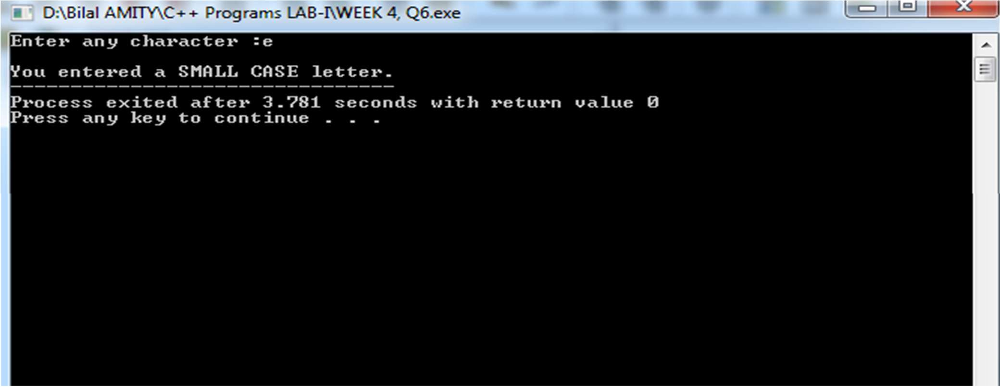 D:\Bilal AMITY\C++ Programs LAB-I\WEEK 4, Q6.exe
Enter any character :e
You entered a SMALL CASE letter.
--------------------------------
Process exited after 3.781 seconds with return value 0
Press any key to continue . . .